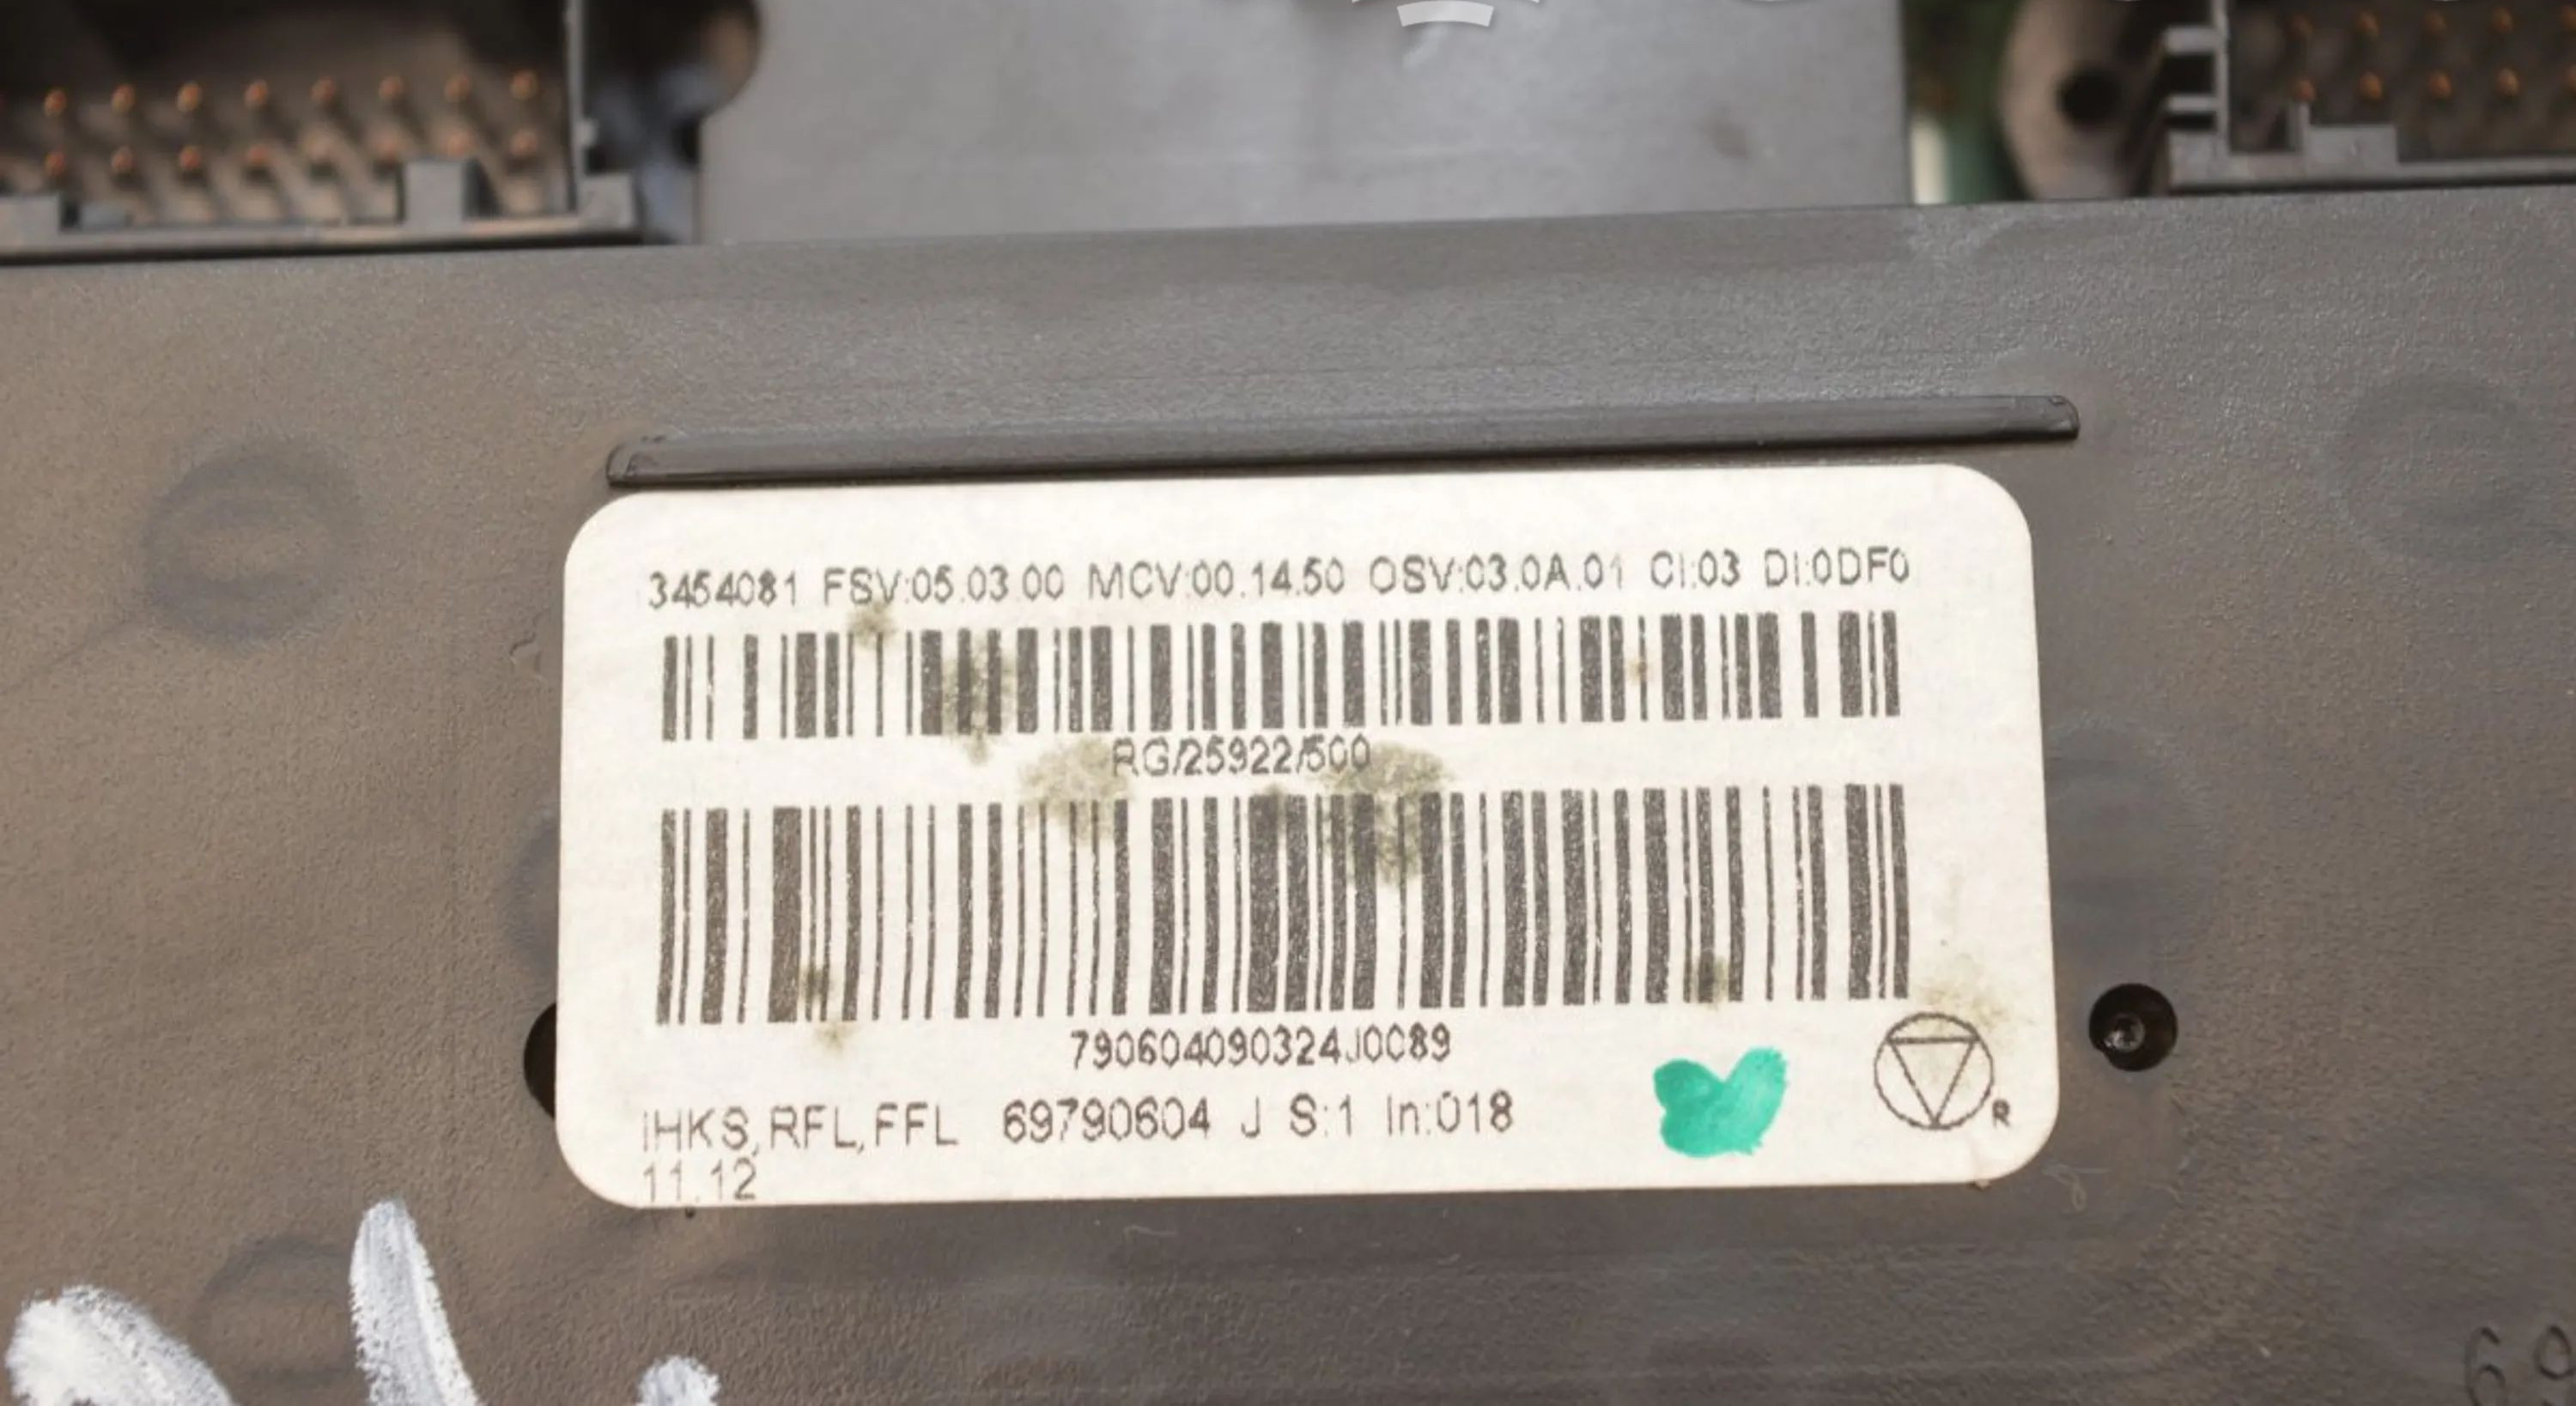 3454081 FSV:05.03.00 MCV:00.14.50 OSV:03.0A.01 CI:03 DI:0DF0
RG/25922/500
790604090324J0089
IHKS,RFL,FFL 69790604 J S:1 In:018
R
11.12
69